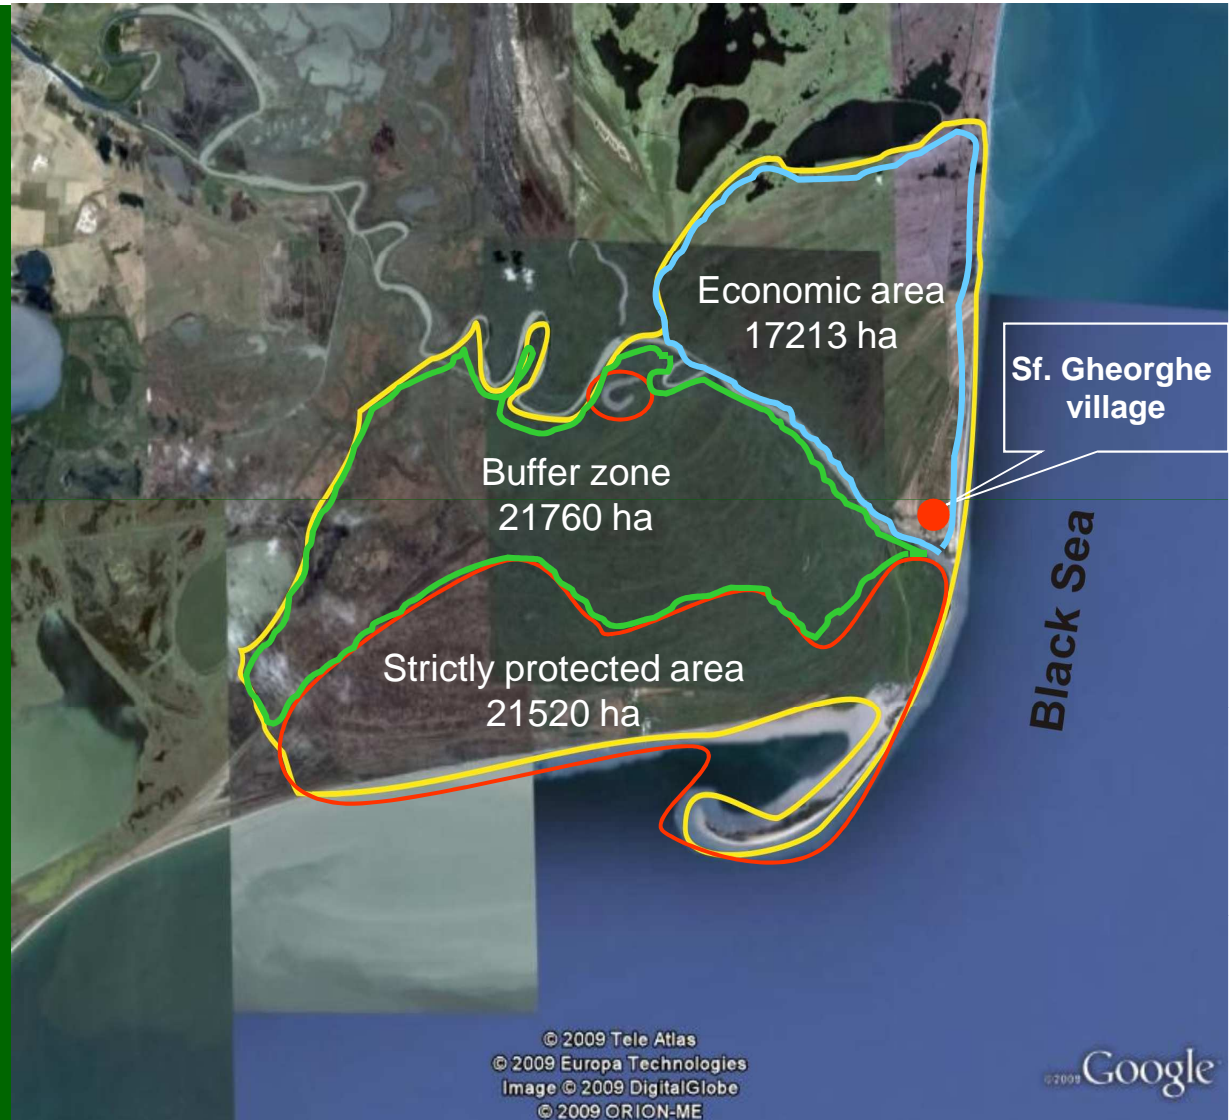 Economic area
17213 ha
Sf. Gheorghe
village
Buffer zone
21760 ha
Black Sea
Strictly protected area
21520 ha
© 2009 Tele Atlas
© 2009 Europa Technologies
Image © 2009 DigitalGlobe
© 2009 ORION-ME
©2009 Google